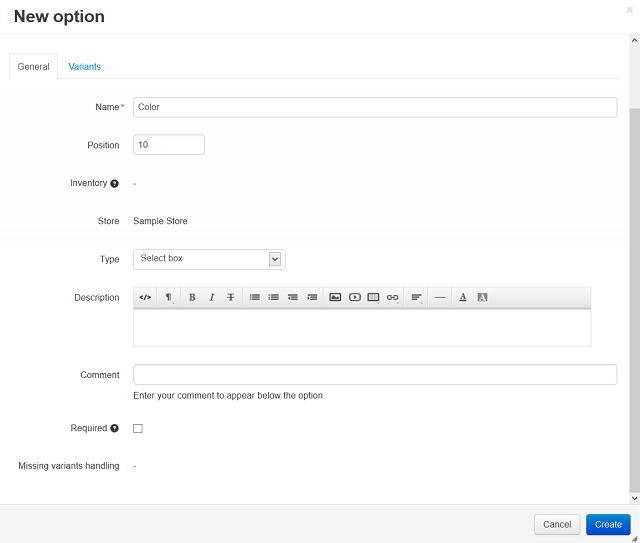 New option
×
General Variants
Name*
Color
Position
10
Inventory ?
-
Store
Sample Store
Type
Select box
Description
</> ¶ B I T A A
Comment
Enter your comment to appear below the option
Required ?
Missing variants handling
-
Cancel Create